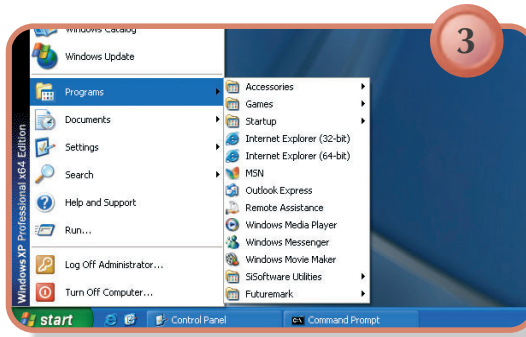 3
Windows Catalog
Windows Update
Programs
Documents
Settings
Search
Help and Support
Run...
Log Off Administrator...
Turn Off Computer...
Windows XP Professional x64 Edition
Accessories
Games
Startup
Internet Explorer (32-bit)
Internet Explorer (64-bit)
MSN
Outlook Express
Remote Assistance
Windows Media Player
Windows Messenger
Windows Movie Maker
SiSoftware Utilities
Futuremark
start
Control Panel
Command Prompt